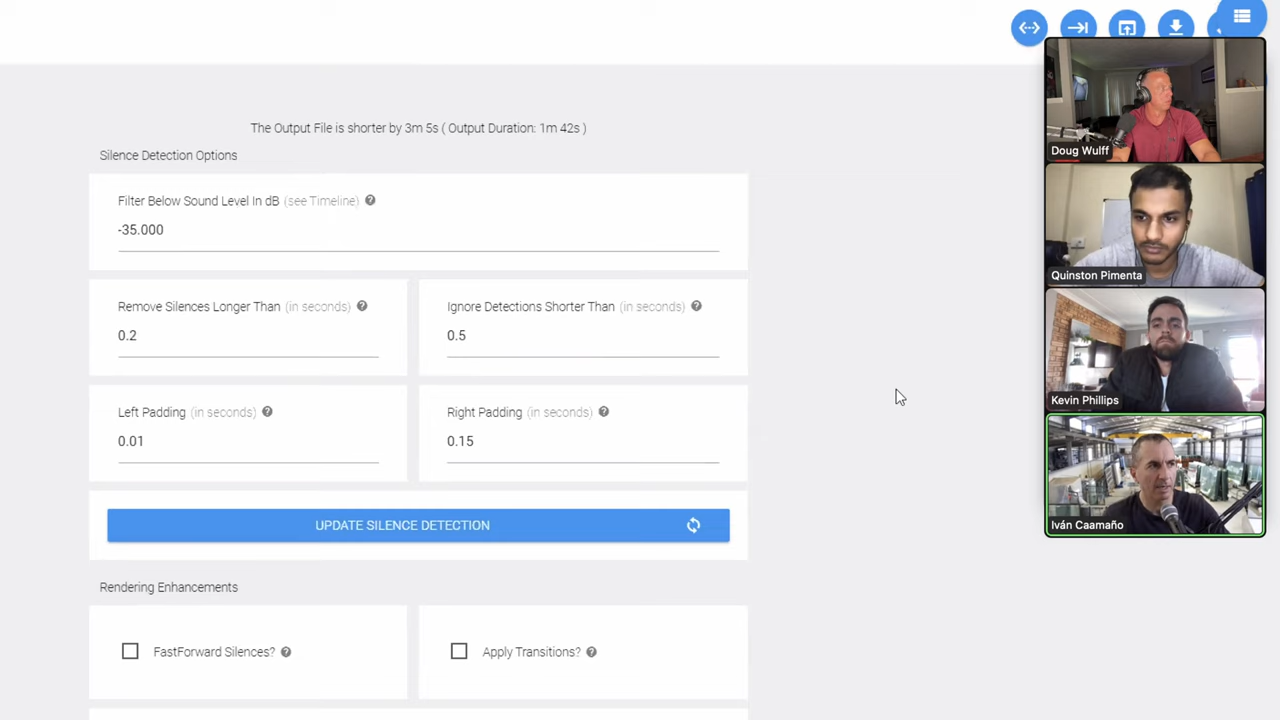 The Output File is shorter by 3m 5s ( Output Duration: 1m 42s )
Silence Detection Options
Filter Below Sound Level In dB (see Timeline)
-35.000
Remove Silences Longer Than (in seconds)
0.2
Ignore Detections Shorter Than (in seconds)
0.5
Left Padding (in seconds)
0.01
Right Padding (in seconds)
0.15
UPDATE SILENCE DETECTION
Rendering Enhancements
FastForward Silences?
Apply Transitions?
Doug Wulff
Quinston Pimenta
Kevin Phillips
Iván Caamaño